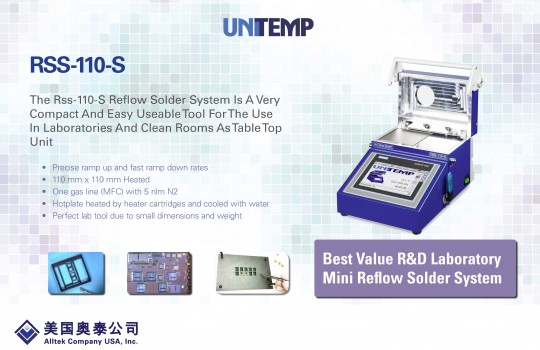 UNITEMP
RSS-110-S
The Rss-110-S Reflow Solder System Is A Very
Compact And Easy Useable Tool For The Use
In Laboratories And Clean Rooms As Table Top
Unit
• Precise ramp up and fast ramp down rates
• 110 mm x 110 mm Heated
• One gas line (MFC) with 5 nlm N2
• Hotplate heated by heater cartridges and cooled with water
• Perfect lab tool due to small dimensions and weight
UNITEMP
Best Value R&D Laboratory
Mini Reflow Solder System
美国奥泰公司
Alltek Company USA, Inc.